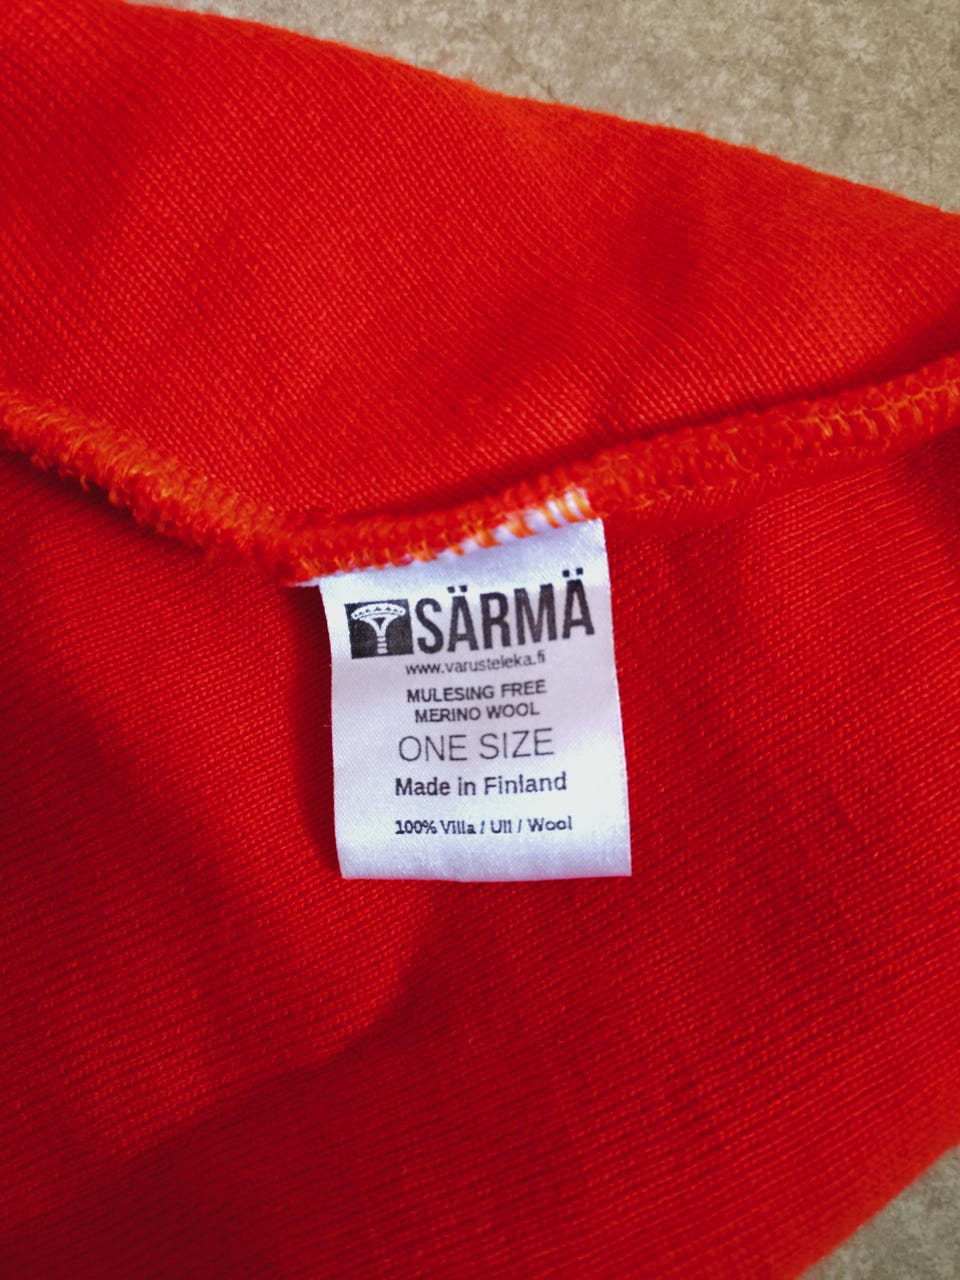 SÄRMÄ
www.varusteleka.fi
MULESING FREE
MERINO WOOL
ONE SIZE
Made in Finland
100% Villa / Ull / Wool